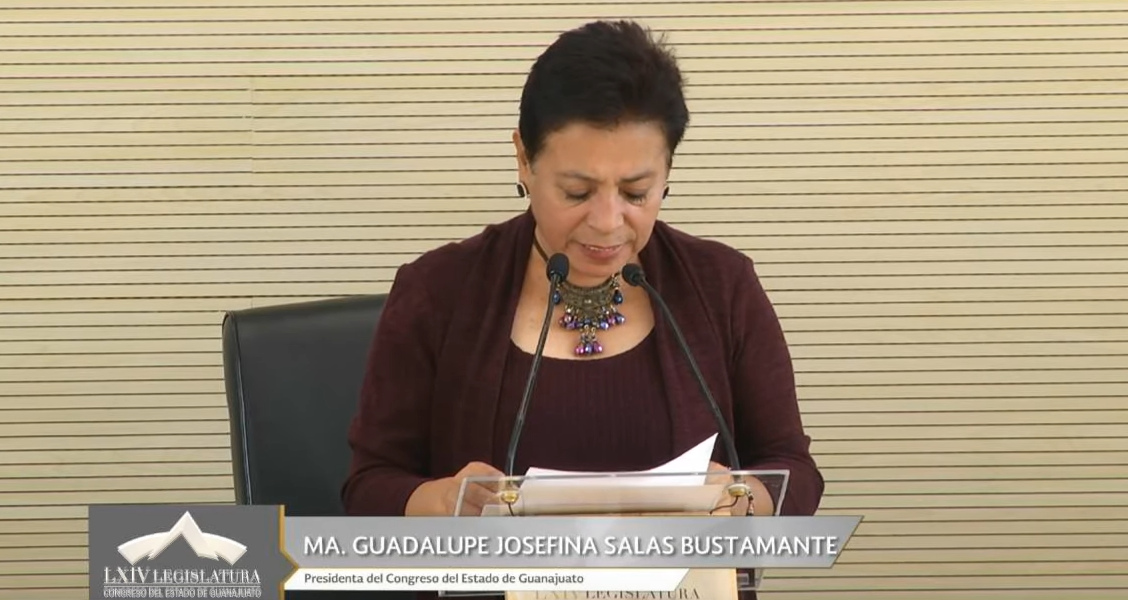 MA. GUADALUPE JOSEFINA SALAS BUSTAMANTE
Presidenta del Congreso del Estado de Guanajuato
LXIV LEGISLATURA
CONGRESO DEL ESTADO DE GUANAJUATO
LXIV LEGISLATURA